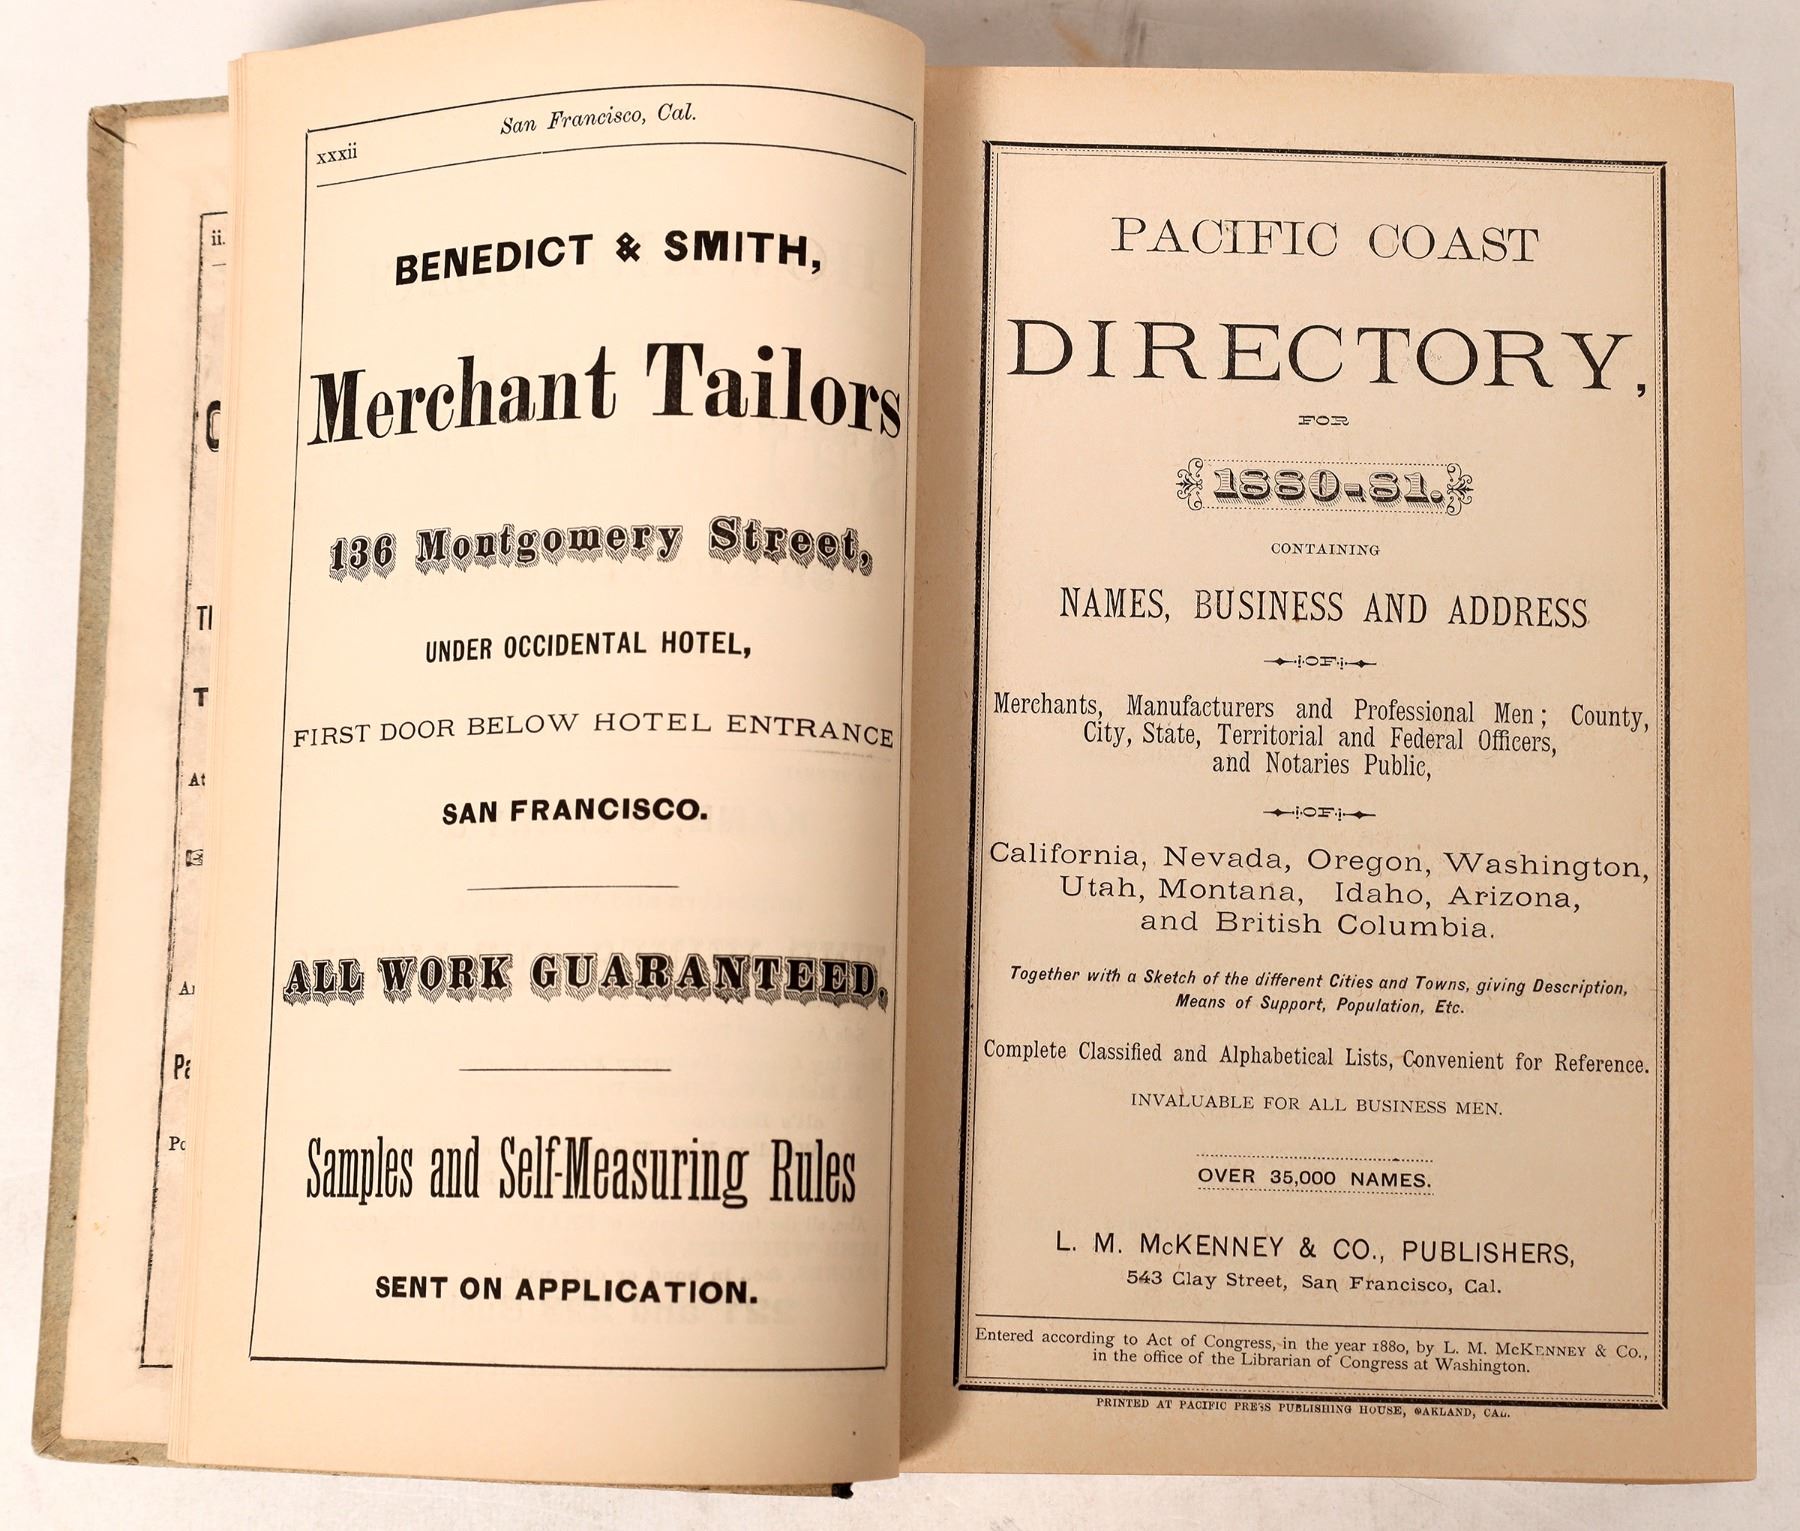 San Francisco, Cal.
xxxii
BENEDICT & SMITH,
Merchant Tailors
136 Montgomery Street,
UNDER OCCIDENTAL HOTEL,
FIRST DOOR BELOW HOTEL ENTRANCE
SAN FRANCISCO.
ALL WORK GUARANTEED,
Samples and Self-Measuring Rules
SENT ON APPLICATION.
ii.
PACIFIC COAST
DIRECTORY,
FOR
1880-81.
CONTAINING
NAMES, BUSINESS AND ADDRESS
OF
Merchants, Manufacturers and Professional Men; County,
City, State, Territorial and Federal Officers,
and Notaries Public,
OF
California, Nevada, Oregon, Washington,
Utah, Montana, Idaho, Arizona,
and British Columbia.
Together with a Sketch of the different Cities and Towns, giving Description,
Means of Support, Population, Etc.
Complete Classified and Alphabetical Lists, Convenient for Reference.
INVALUABLE FOR ALL BUSINESS MEN.
OVER 35,000 NAMES.
L. M. McKENNEY & CO., PUBLISHERS,
543 Clay Street, San Francisco, Cal.
Entered according to Act of Congress, in the year 1880, by L. M. McKENNEY & Co.,
in the office of the Librarian of Congress at Washington.
PRINTED AT PACIFIC PRESS PUBLISHING HOUSE, OAKLAND, CAL.